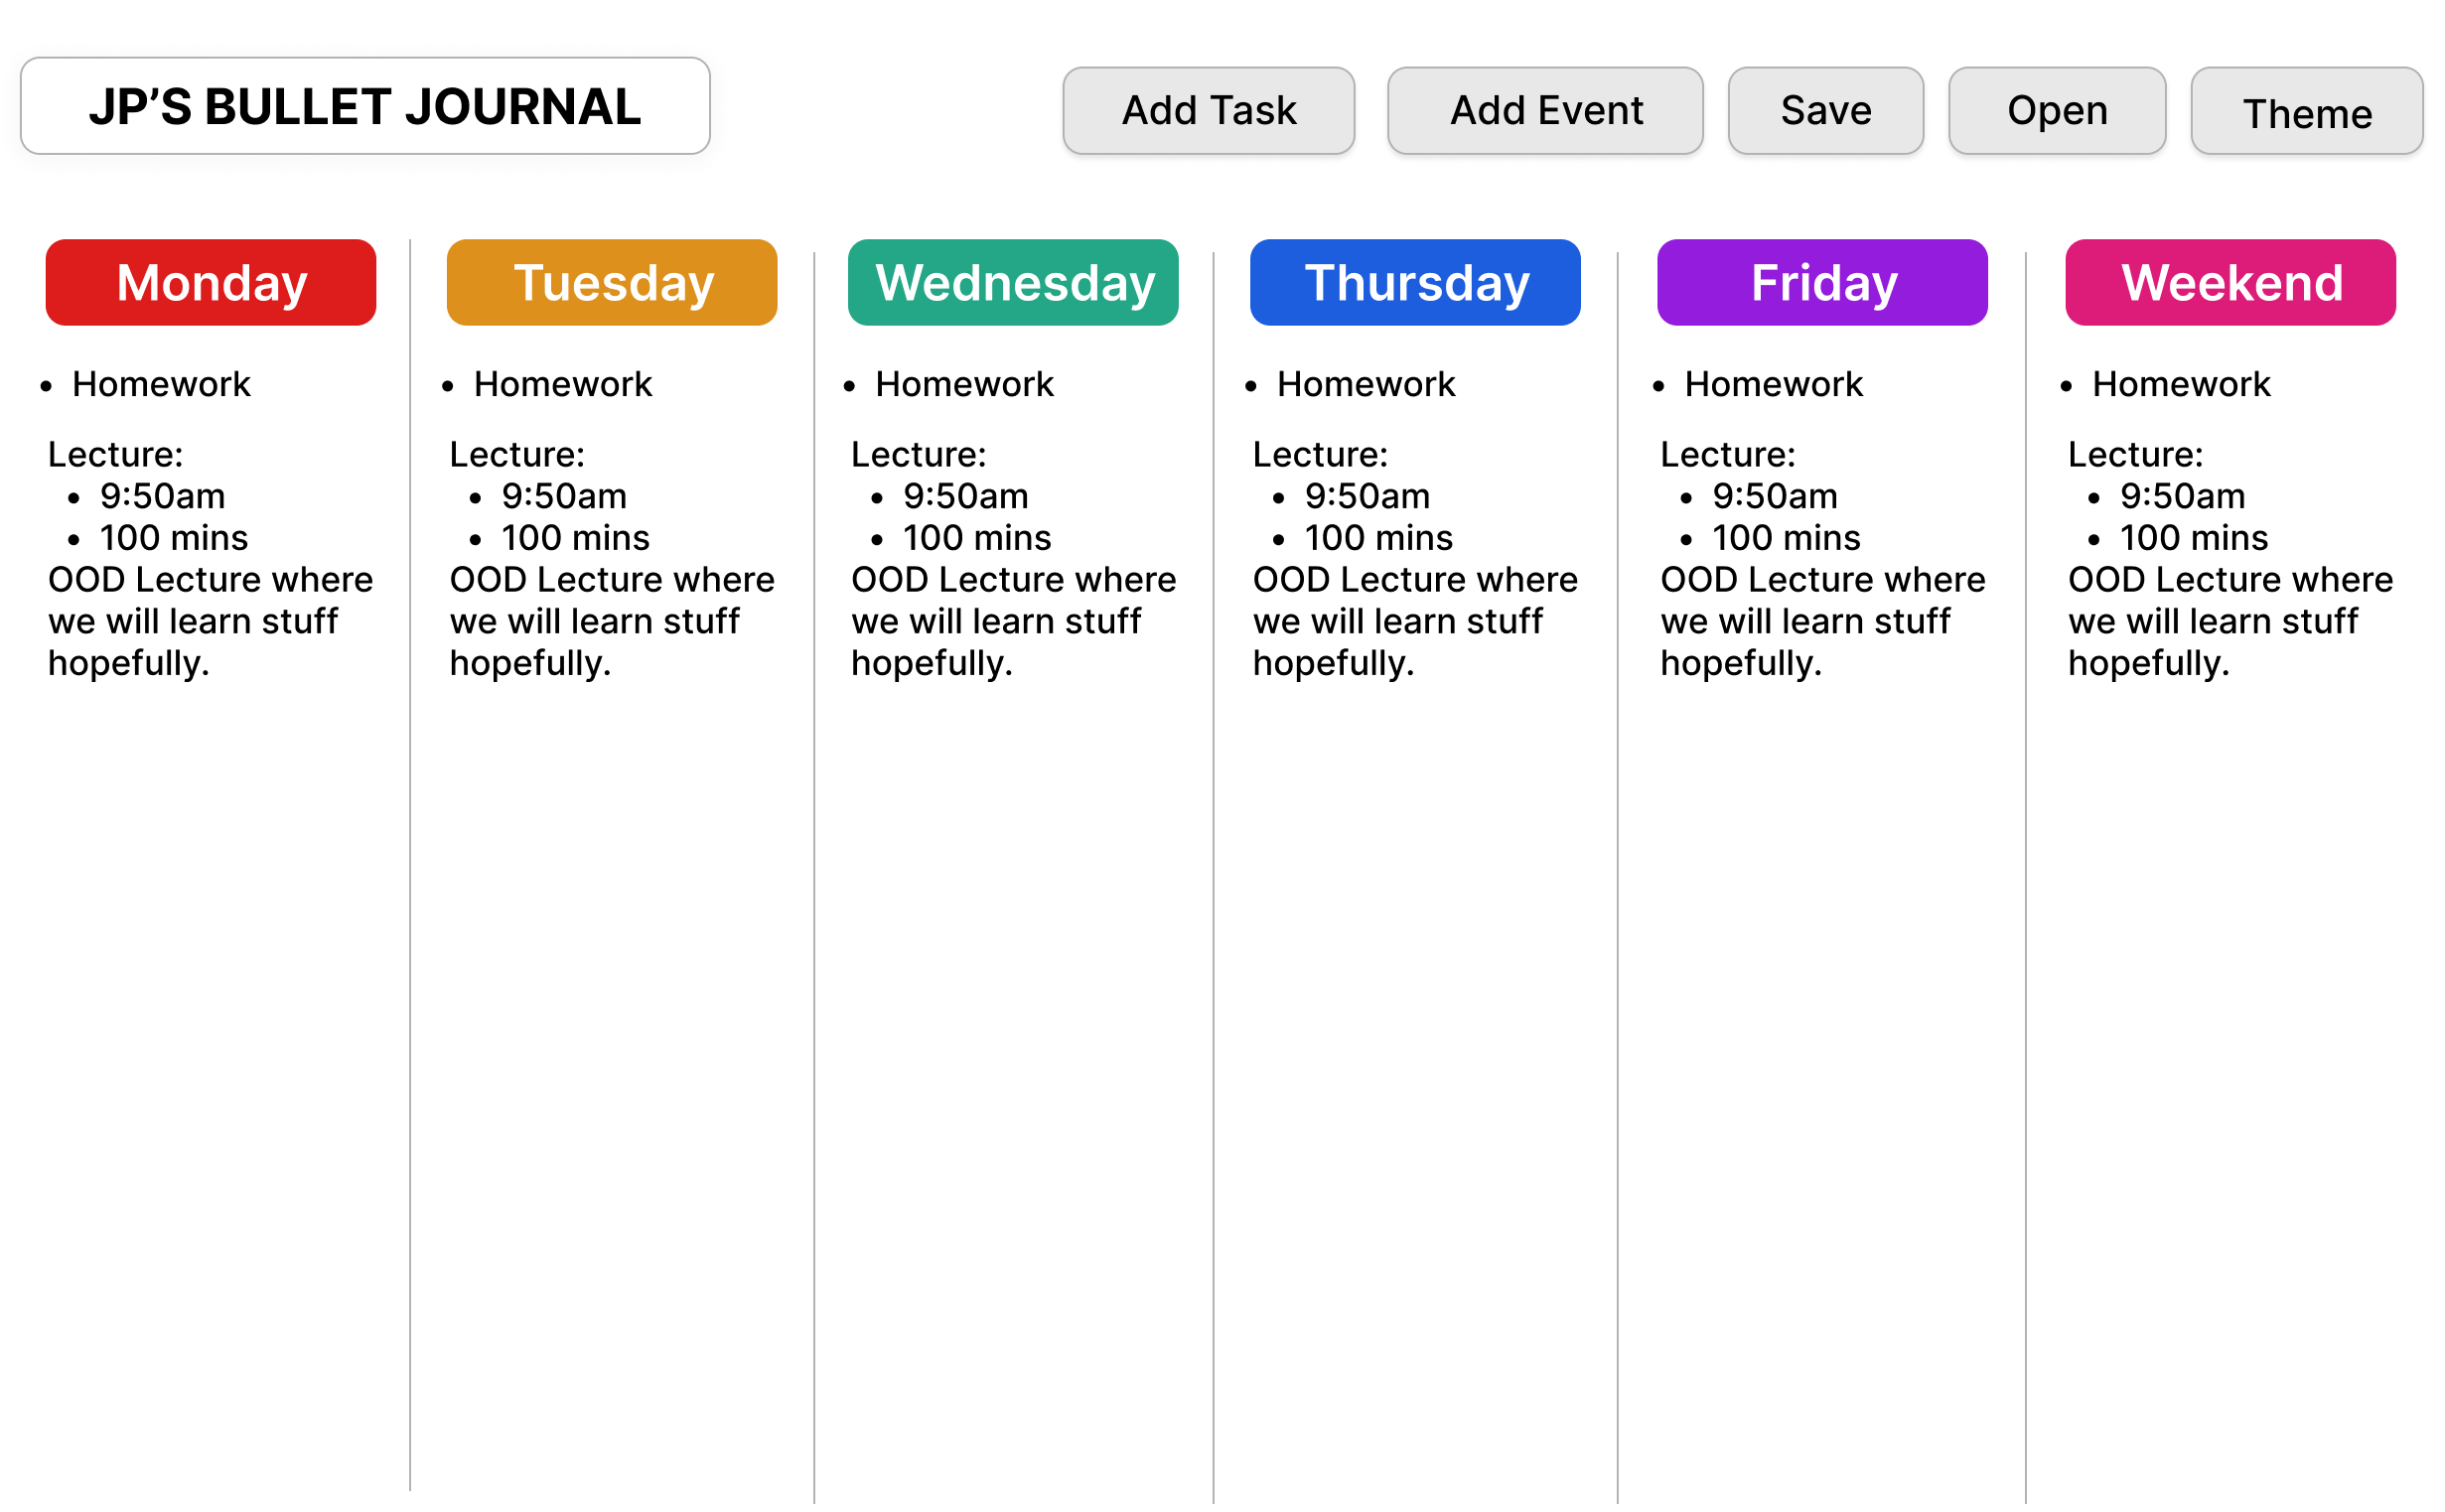 JP’S BULLET JOURNAL
Add Task
Add Event
Save
Open
Theme
Monday
• Homework
Lecture:
• 9:50am
• 100 mins
OOD Lecture where
we will learn stuff
hopefully.
Tuesday
• Homework
Lecture:
• 9:50am
• 100 mins
OOD Lecture where
we will learn stuff
hopefully.
Wednesday
• Homework
Lecture:
• 9:50am
• 100 mins
OOD Lecture where
we will learn stuff
hopefully.
Thursday
• Homework
Lecture:
• 9:50am
• 100 mins
OOD Lecture where
we will learn stuff
hopefully.
Friday
• Homework
Lecture:
• 9:50am
• 100 mins
OOD Lecture where
we will learn stuff
hopefully.
Weekend
• Homework
Lecture:
• 9:50am
• 100 mins
OOD Lecture where
we will learn stuff
hopefully.